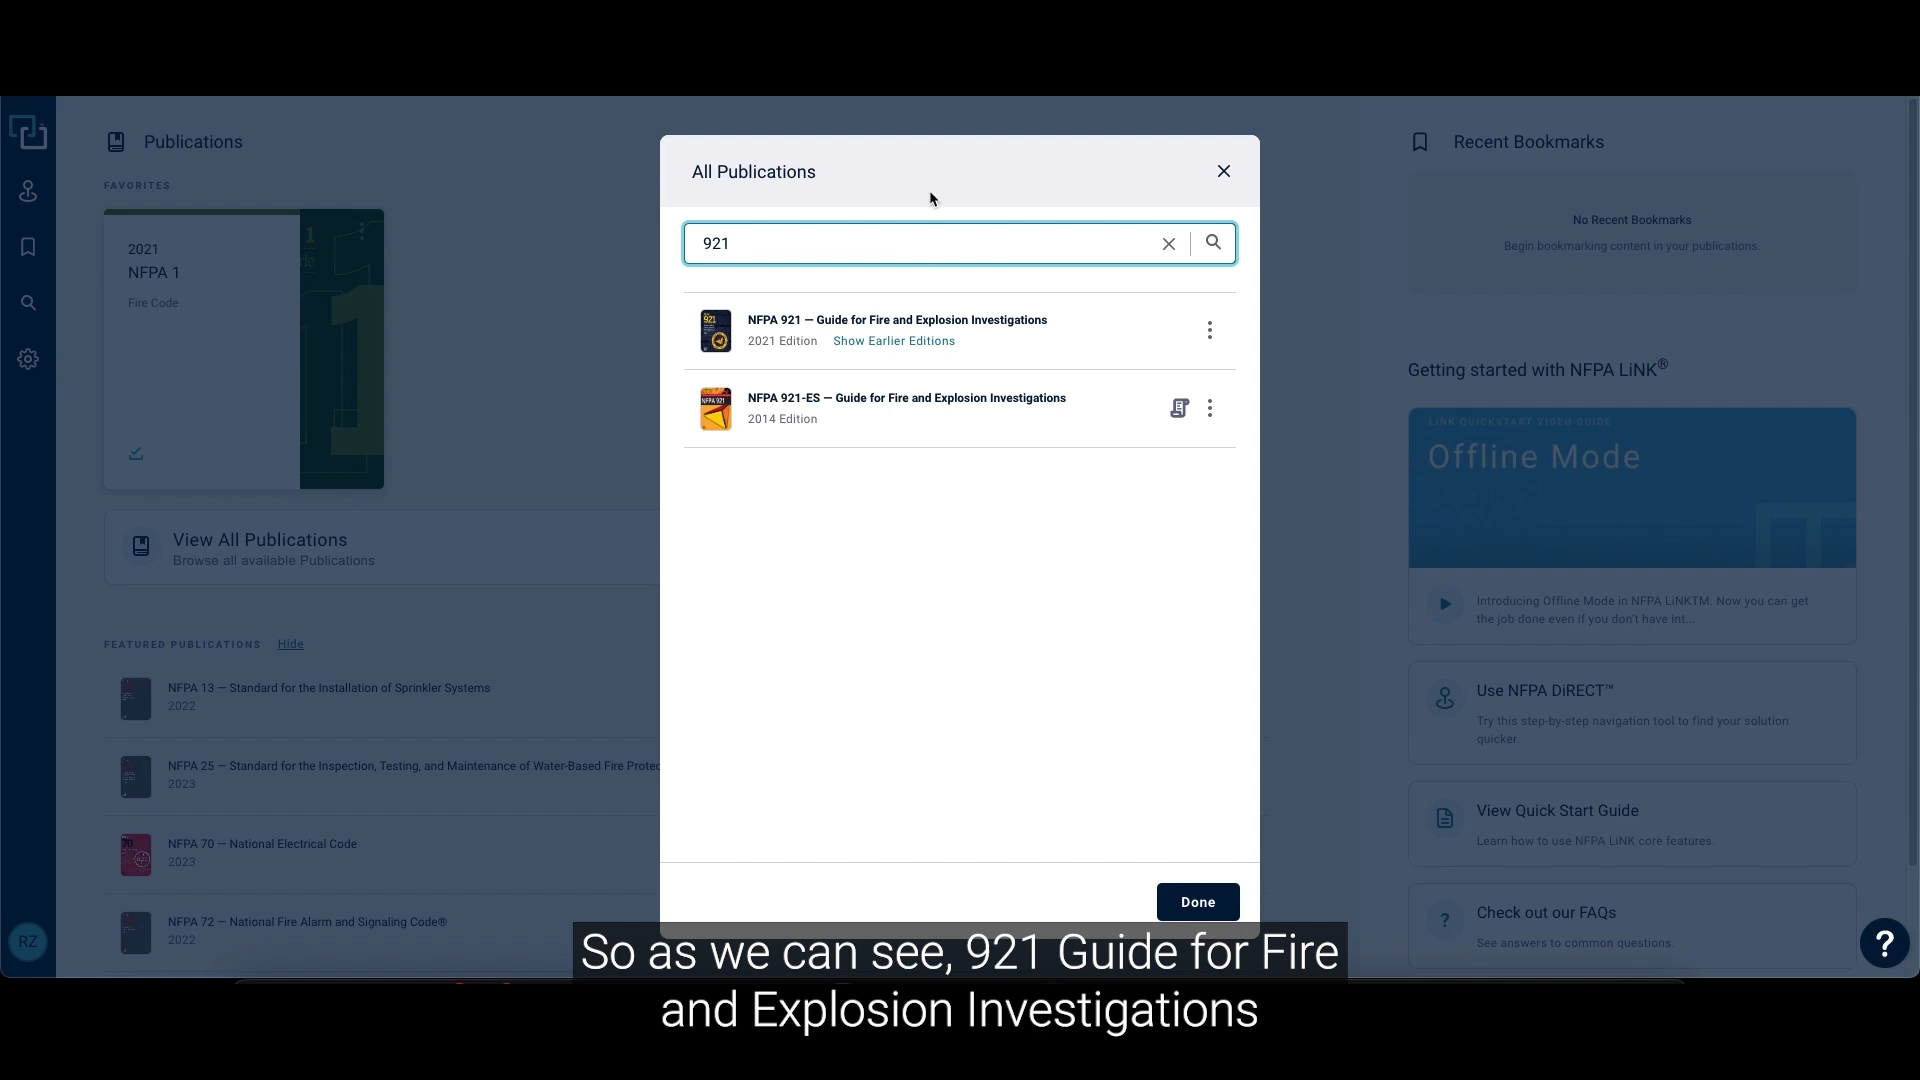 Publications
FAVORITES
2021
NFPA 1
Fire Code
View All Publications
Browse all available Publications
FEATURED PUBLICATIONS Hide
NFPA 13 — Standard for the Installation of Sprinkler Systems
2022
NFPA 25 — Standard for the Inspection, Testing, and Maintenance of Water-Based Fire Protec
2023
NFPA 70 — National Electrical Code
2023
NFPA 72 — National Fire Alarm and Signaling Code®
2022
RZ
All Publications
921
NFPA 921 — Guide for Fire and Explosion Investigations
2021 Edition Show Earlier Editions
NFPA 921-ES — Guide for Fire and Explosion Investigations
2014 Edition
Done
Recent Bookmarks
No Recent Bookmarks
Begin bookmarking content in your publications.
Getting started with NFPA LiNK®
LiNK QUICKSTART VIDEO GUIDE
Offline Mode
Introducing Offline Mode in NFPA LiNKTM. Now you can get
the job done even if you don't have int...
Use NFPA DiRECT™
Try this step-by-step navigation tool to find your solution
quicker.
View Quick Start Guide
Learn how to use NFPA LiNK core features.
Check out our FAQs
See answers to common questions.
?
So as we can see, 921 Guide for Fire
and Explosion Investigations